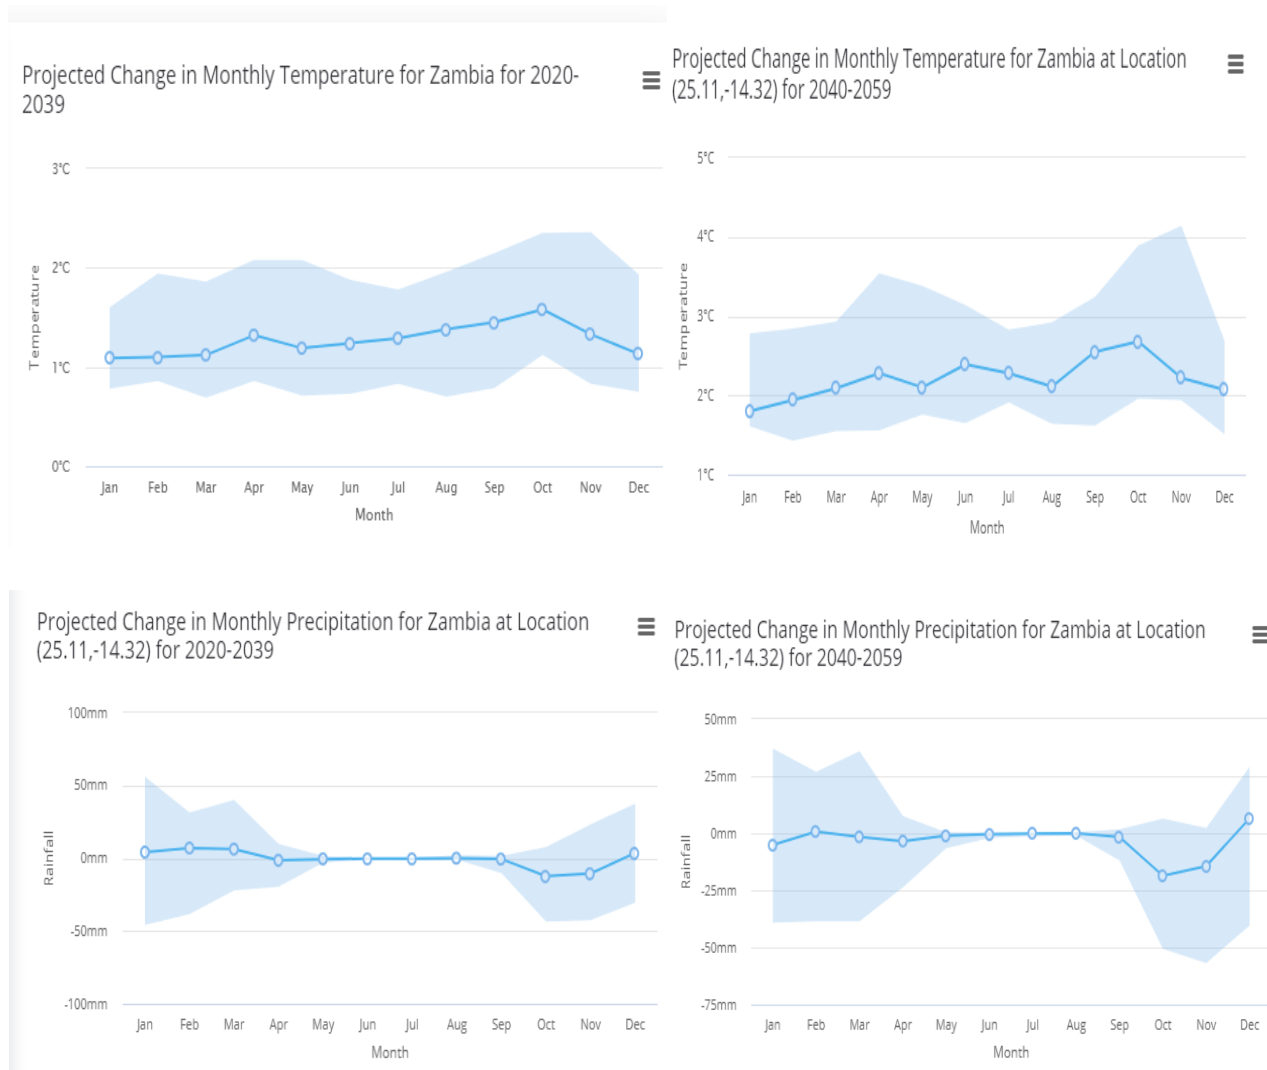 Projected Change in Monthly Temperature for Zambia for 2020-
2039
3°C
2°C
1°C
0°C
Temperature
Jan Feb Mar Apr May Jun Jul Aug Sep Oct Nov Dec
Month
Projected Change in Monthly Temperature for Zambia at Location
(25.11,-14.32) for 2040-2059
5°C
4°C
3°C
2°C
1°C
Temperature
Jan Feb Mar Apr May Jun Jul Aug Sep Oct Nov Dec
Month
Projected Change in Monthly Precipitation for Zambia at Location
(25.11,-14.32) for 2020-2039
100mm
50mm
0mm
-50mm
-100mm
Rainfall
Jan Feb Mar Apr May Jun Jul Aug Sep Oct Nov Dec
Month
Projected Change in Monthly Precipitation for Zambia at Location
(25.11,-14.32) for 2040-2059
50mm
25mm
0mm
-25mm
-50mm
-75mm
Rainfall
Jan Feb Mar Apr May Jun Jul Aug Sep Oct Nov Dec
Month